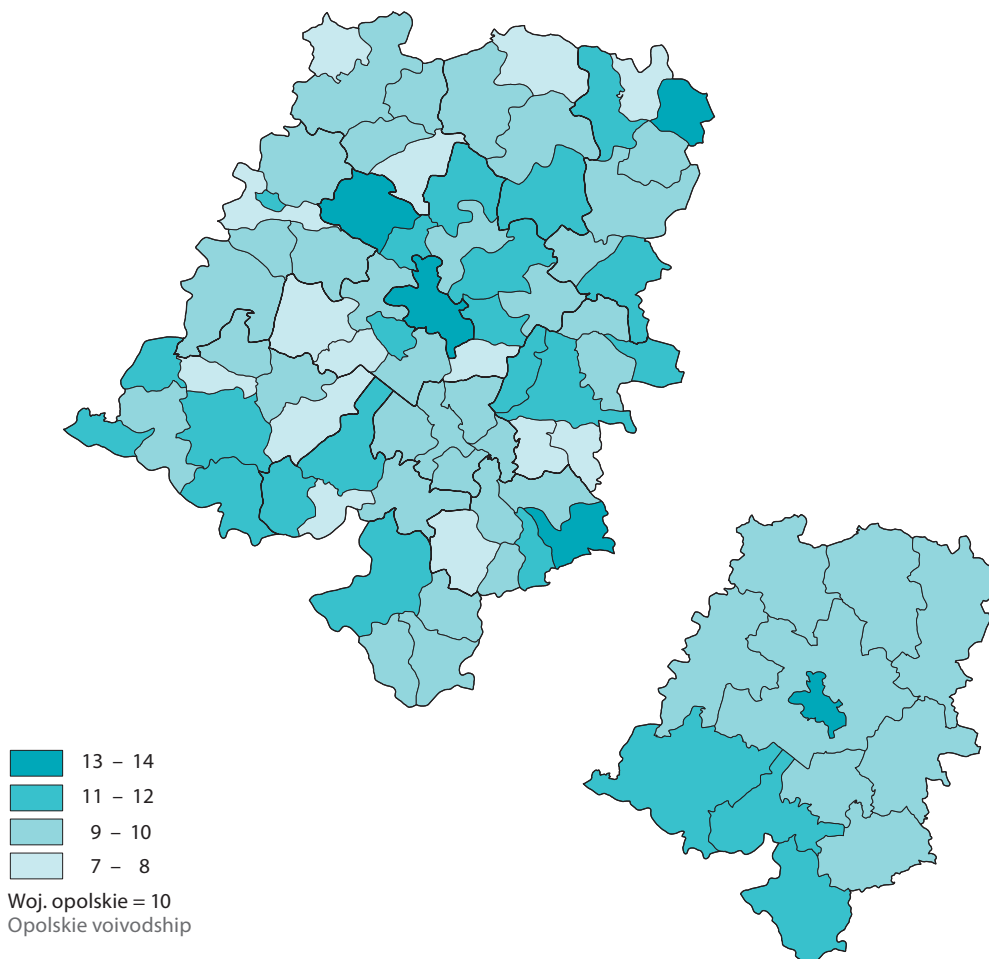 13 – 14
11 – 12
9 – 10
7 – 8
Woj. opolskie = 10
Opolskie voivodship